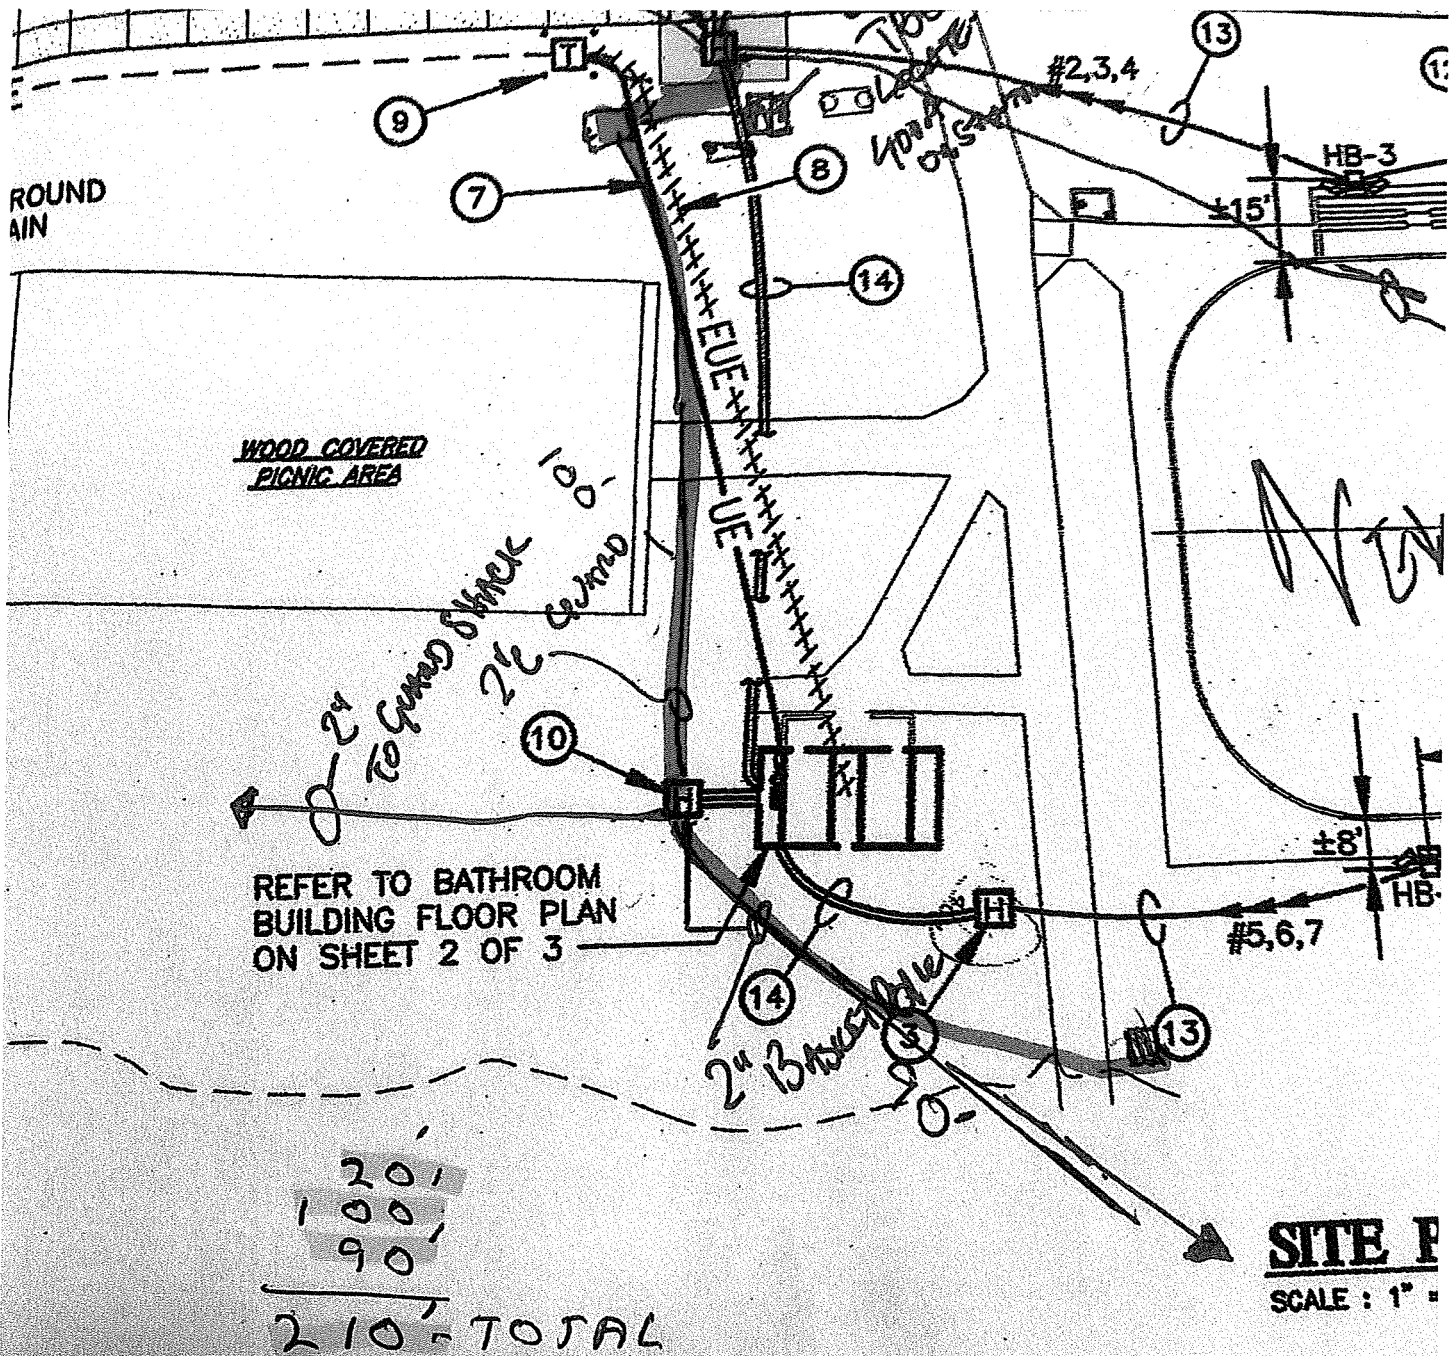 T
H
13
#2,3,4
9
HB-3
7
8
±15'
ROUND
AIN
14
EUE
WOOD COVERED
PICNIC AREA
100'
UE
2" C GUARD
2"
TO GUARD SHACK
10
H
±8'
HB-
REFER TO BATHROOM
BUILDING FLOOR PLAN
ON SHEET 2 OF 3
H
#5,6,7
14
13
3
2" BASKET
90'
20'
100'
90'
210'- TOTAL
SITE P
SCALE : 1" =